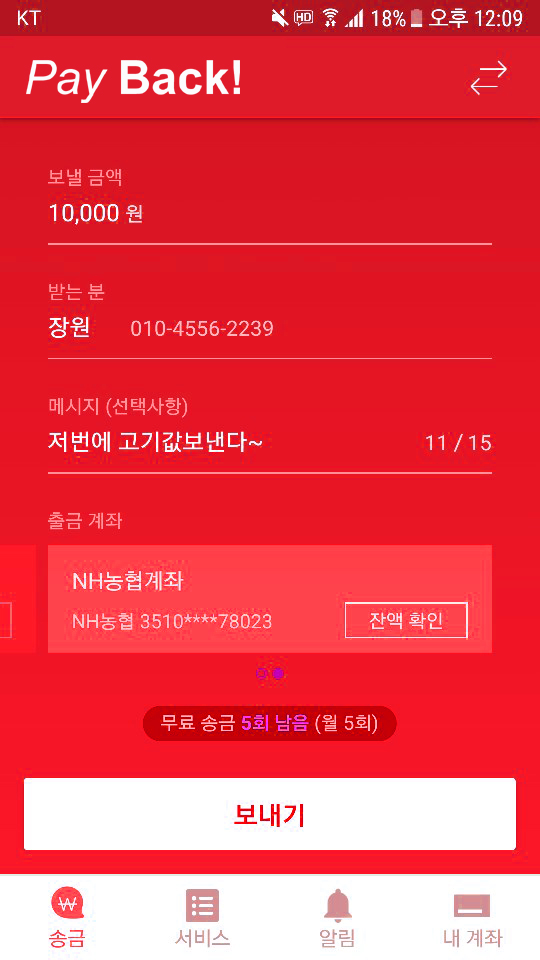 KT HD 18% 오후 12:09
Pay Back!
보낼 금액
10,000 원
받는 분
장원 010-4556-2239
메시지 (선택사항)
저번에 고기값보낸다~ 11 / 15
출금 계좌
NH농협계좌
NH농협 3510****78023 잔액 확인
무료 송금 5회 남음 (월 5회)
보내기
송금 서비스 알림 내 계좌